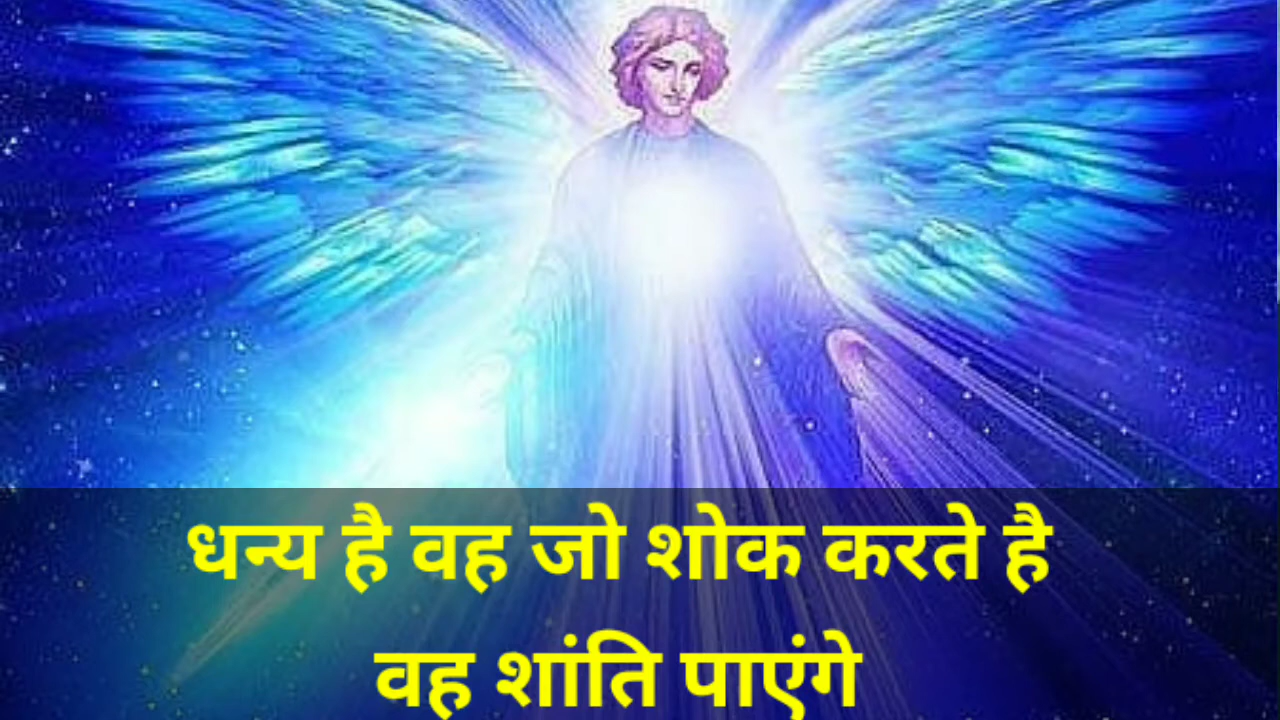 धन्य है वह जो शोक करते है
वह शांति पाएंगे